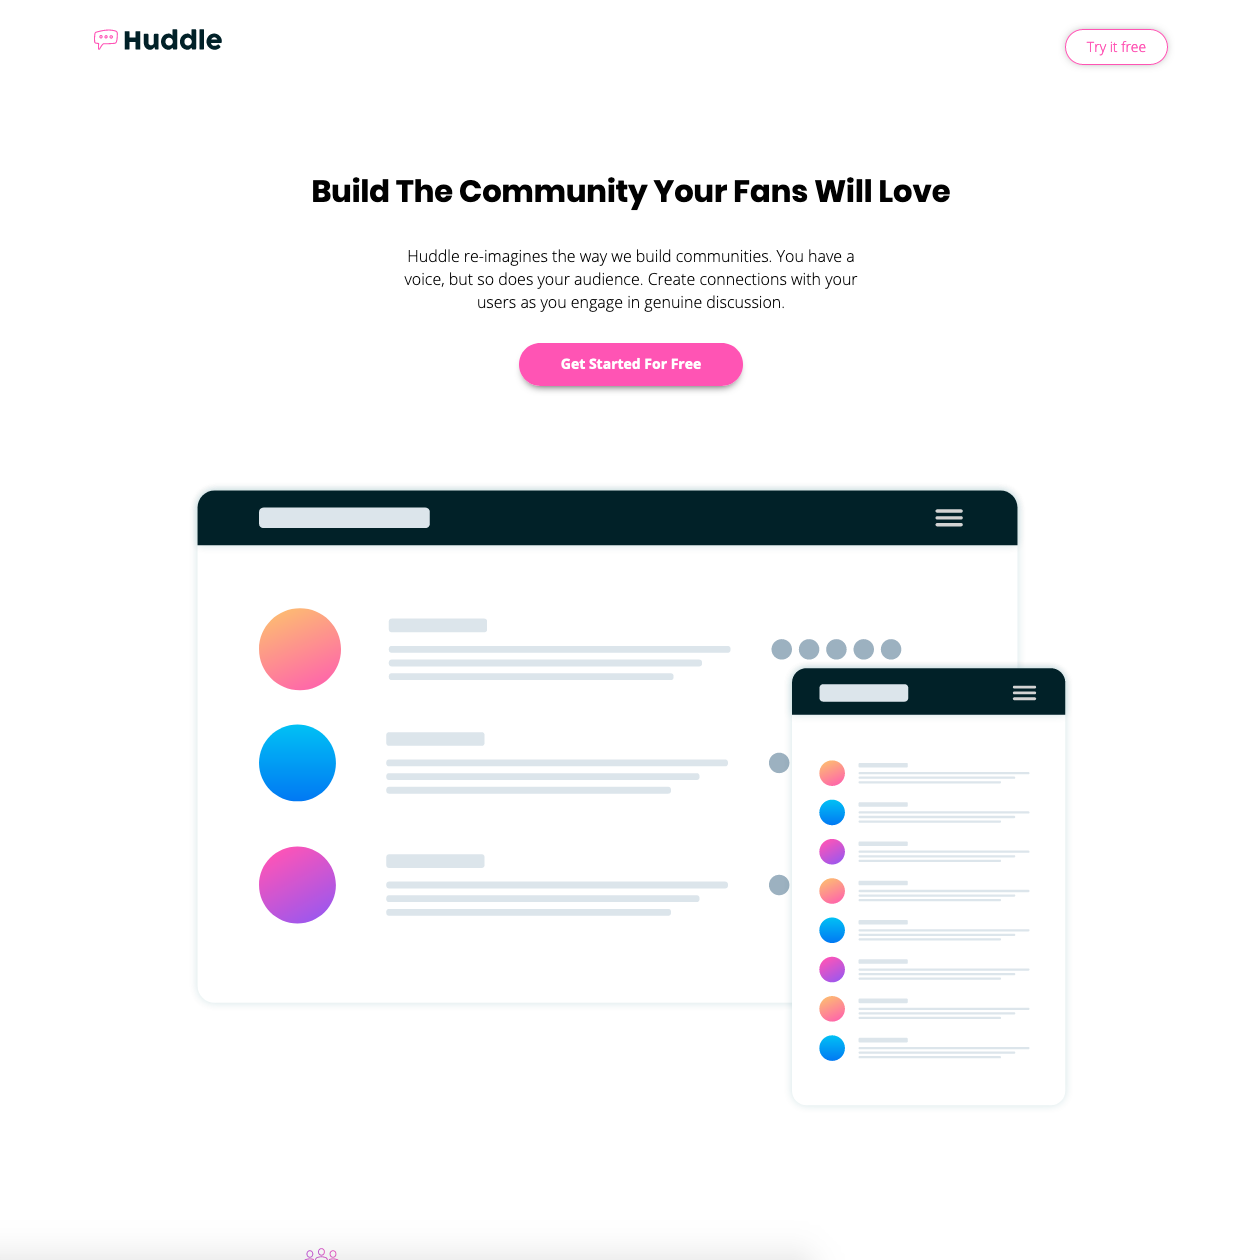 Huddle
Try it free
Build The Community Your Fans Will Love
Huddle re-imagines the way we build communities. You have a
voice, but so does your audience. Create connections with your
users as you engage in genuine discussion.
Get Started For Free